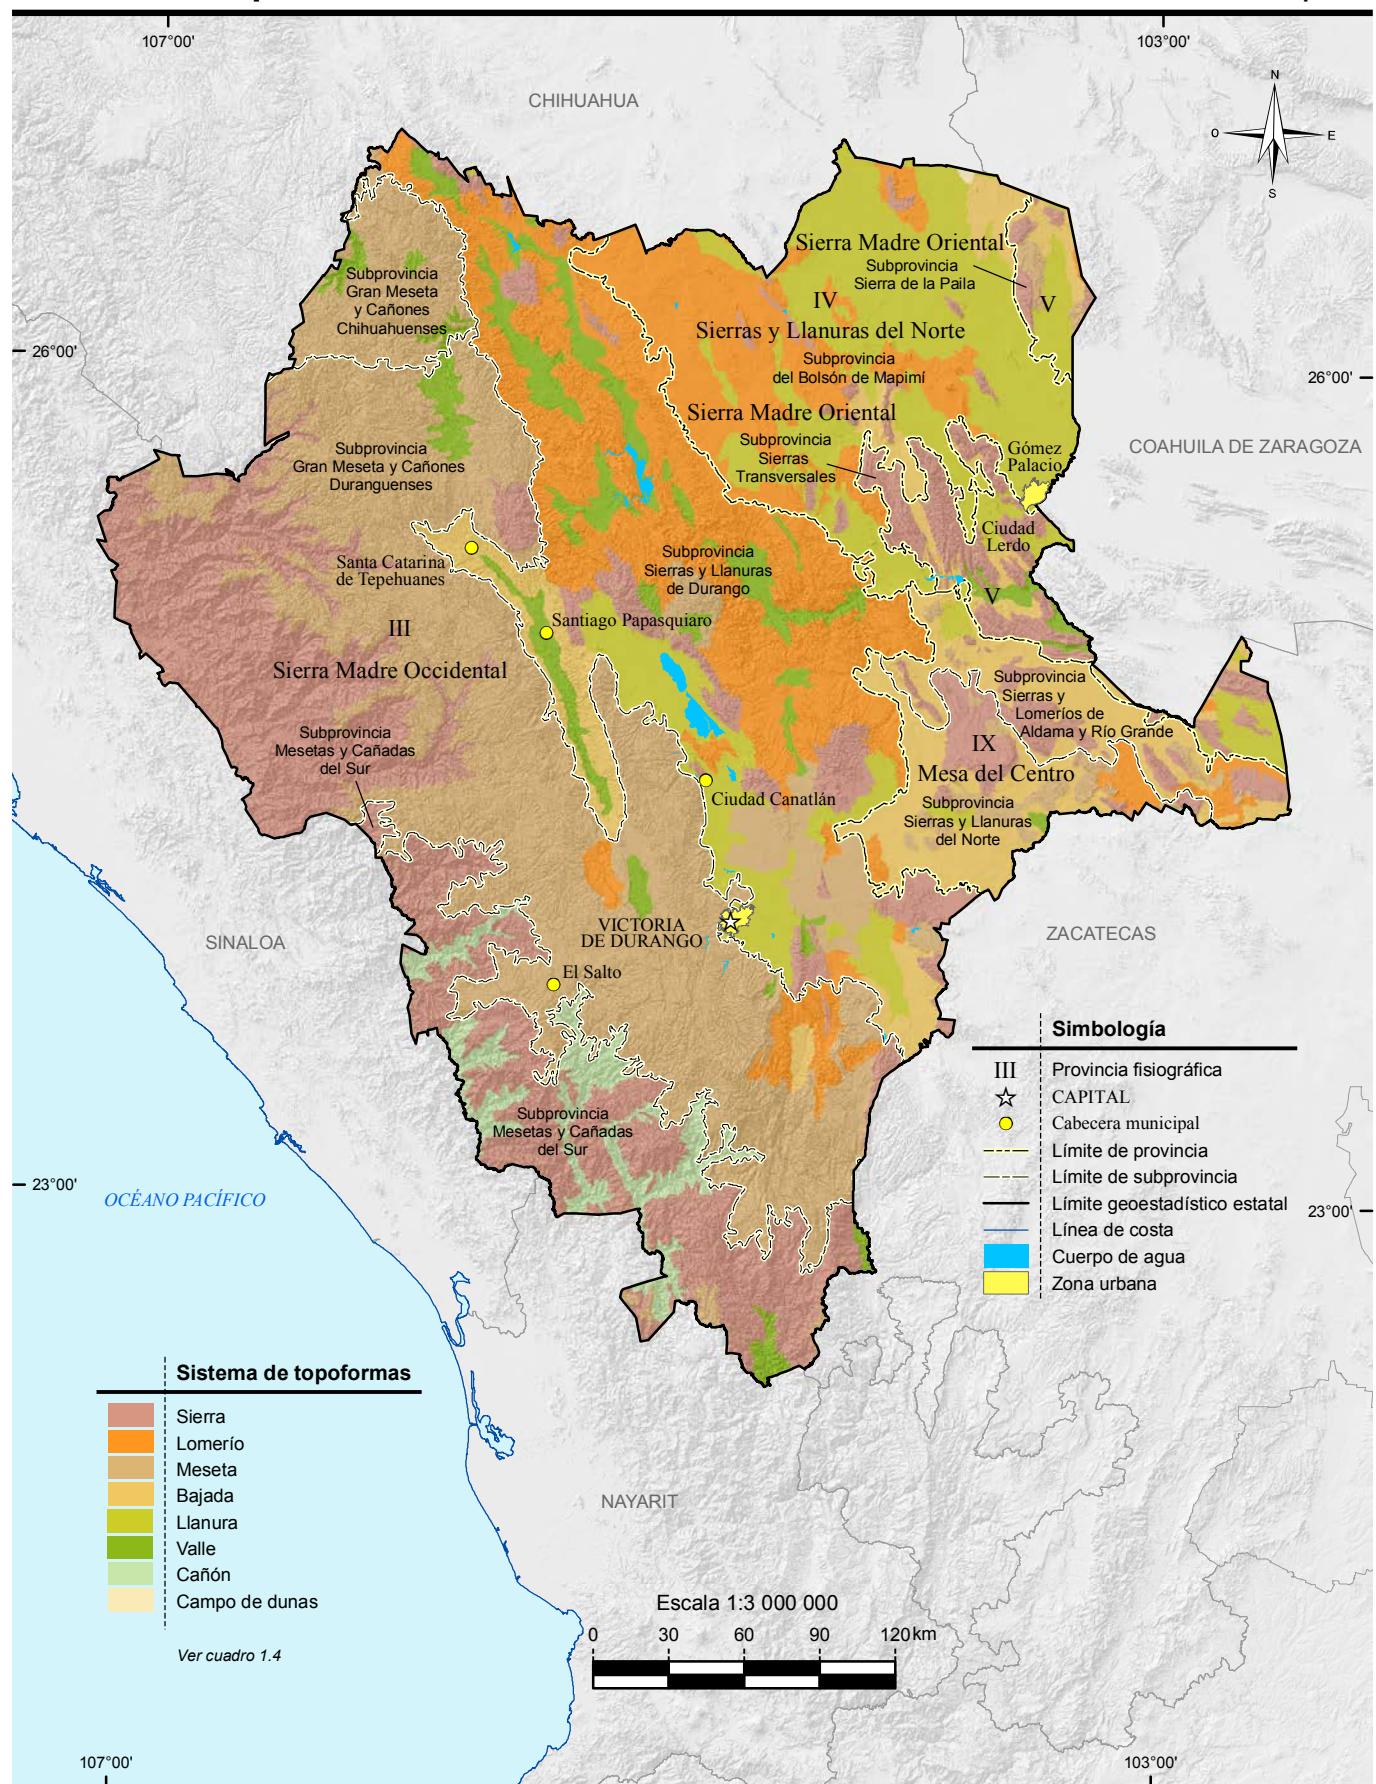 107°00'
103°00'
CHIHUAHUA
N
O
E
S
Sierra Madre Oriental
Subprovincia
Sierra de la Paila
Subprovincia
Gran Meseta
y Cañones
Chihuahuenses
IV
V
Sierras y Llanuras del Norte
26°00'
Subprovincia
del Bolsón de Mapimí
26°00'
Sierra Madre Oriental
Subprovincia
Sierras
Transversales
Gómez
Palacio
COAHUILA DE ZARAGOZA
Subprovincia
Gran Meseta y Cañones
Duranguenses
Ciudad
Lerdo
Santa Catarina
de Tepehuanes
Subprovincia
Sierras y Llanuras
de Durango
V
Santiago Papasquiaro
III
Sierra Madre Occidental
Subprovincia
Sierras y
Lomeríos de
Aldama y Río Grande
Subprovincia
Mesetas y Cañadas
del Sur
IX
Mesa del Centro
Ciudad Canatlán
Subprovincia
Sierras y Llanuras
del Norte
VICTORIA
DE DURANGO
SINALOA
ZACATECAS
El Salto
Simbología
III Provincia fisiográfica
CAPITAL
Cabecera municipal
Límite de provincia
Límite de subprovincia
Límite geoestadístico estatal
Línea de costa
Cuerpo de agua
Zona urbana
Subprovincia
Mesetas y Cañadas
del Sur
23°00'
OCÉANO PACÍFICO
23°00'
Sistema de topoformas
Sierra
Lomerío
Meseta
Bajada
Llanura
Valle
Cañón
Campo de dunas
Ver cuadro 1.4
NAYARIT
Escala 1:3 000 000
0 30 60 90 120 km
107°00'
103°00'